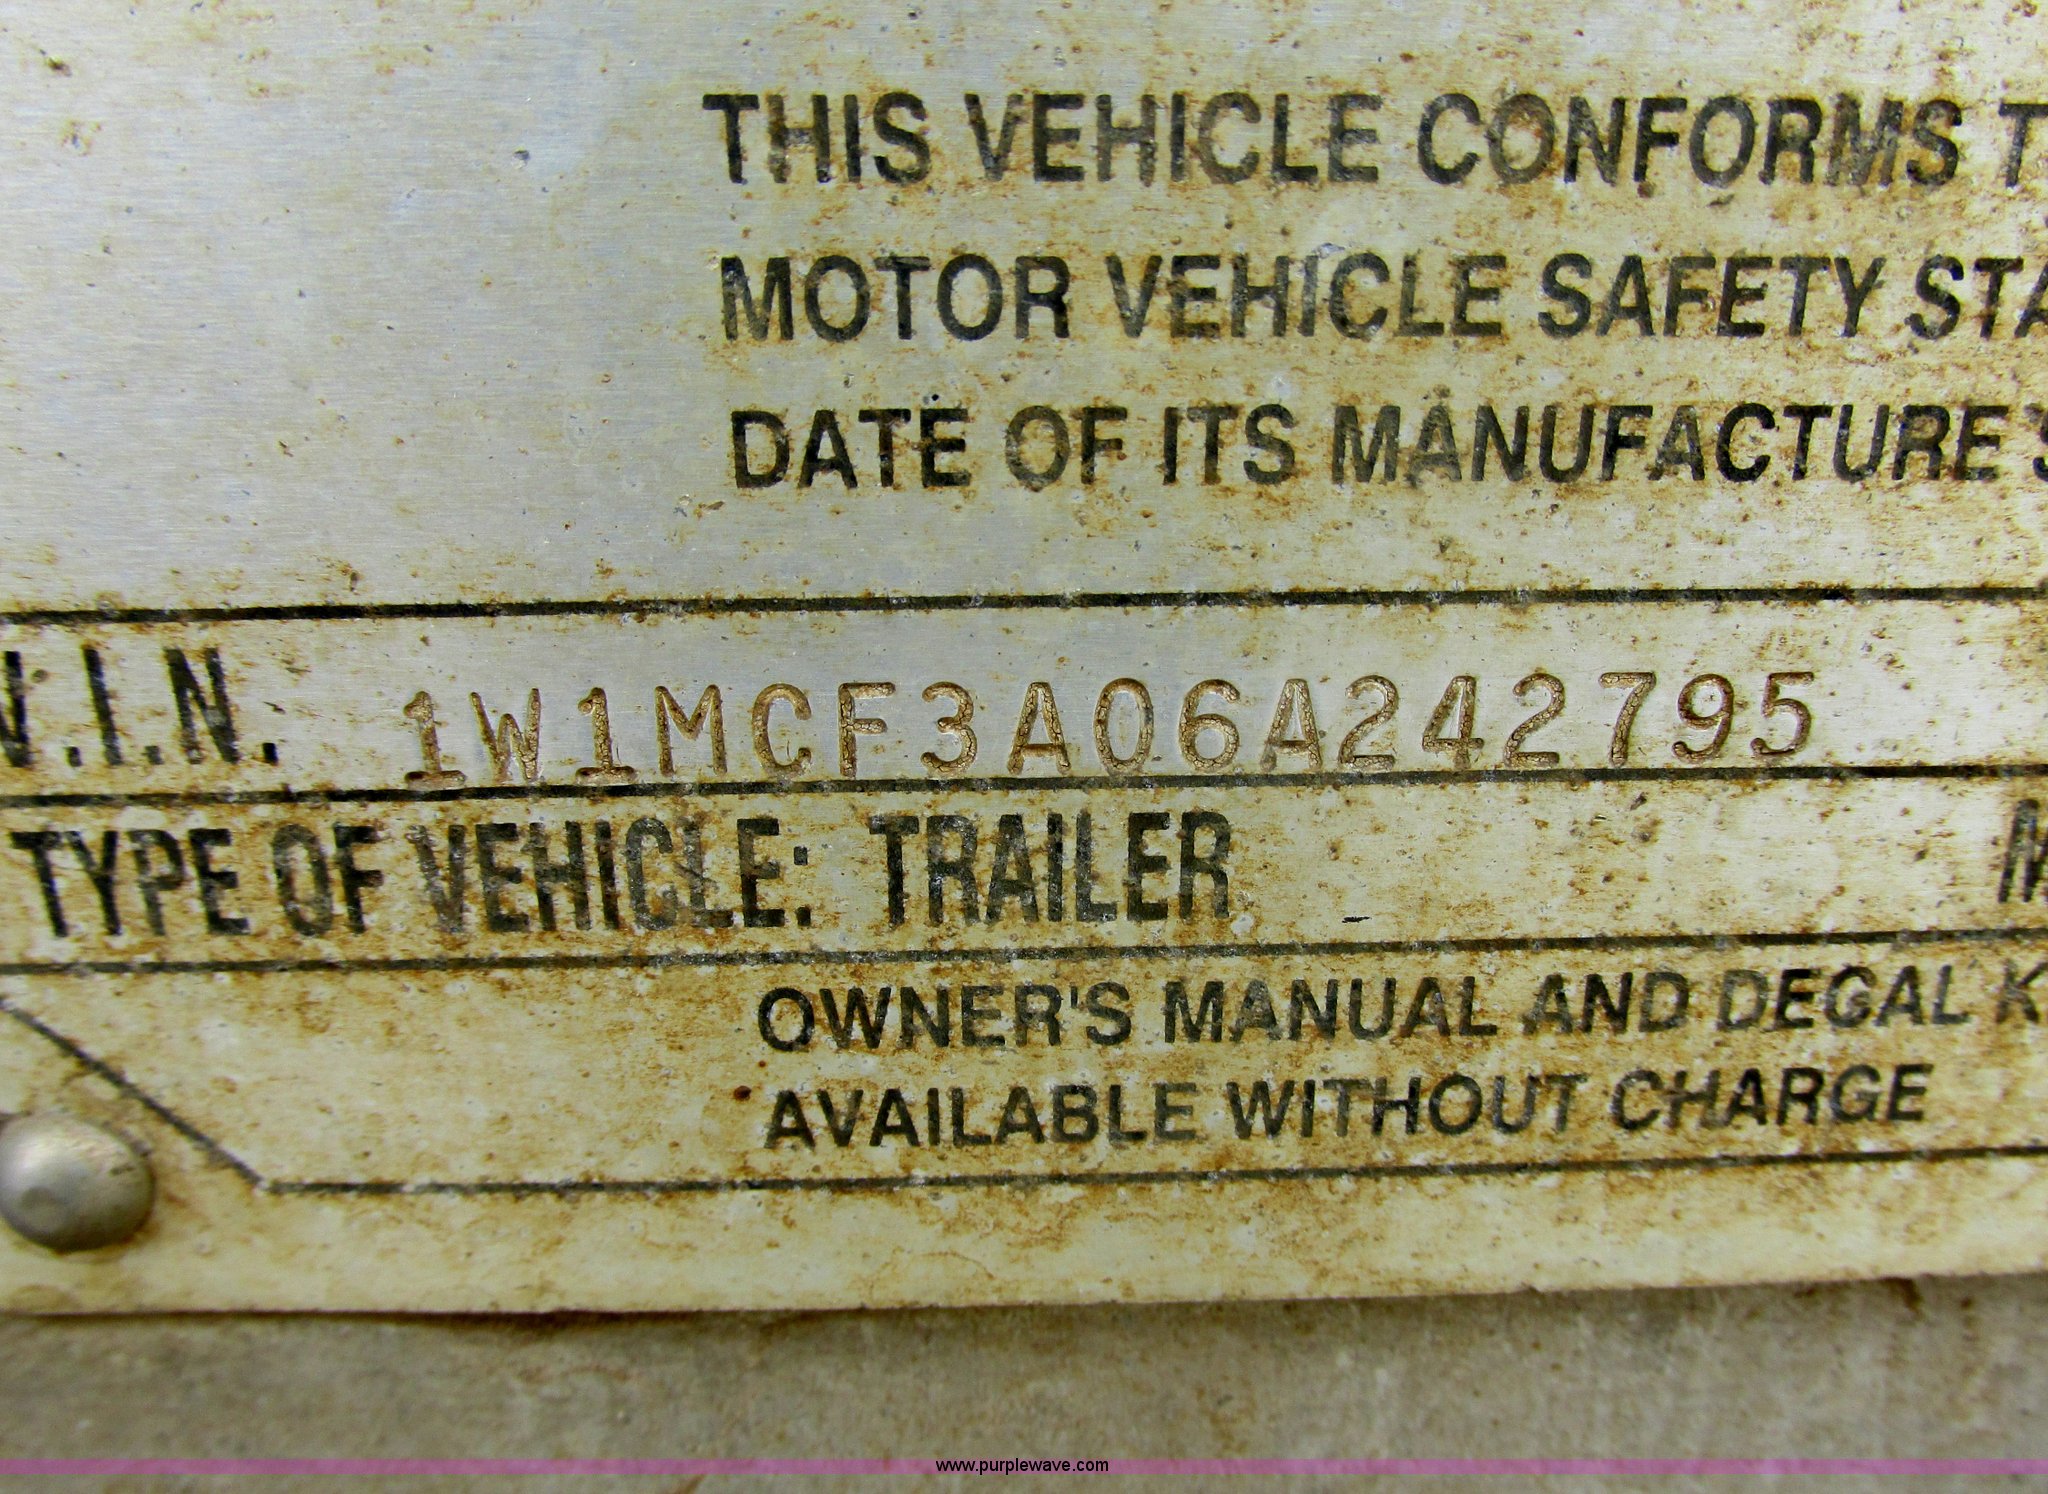 THIS VEHICLE CONFORMS T
MOTOR VEHICLE SAFETY STA
DATE OF ITS MANUFACTURE S
V.I.N. 1W1MCF3A06A242795
TYPE OF VEHICLE: TRAILER M
OWNER'S MANUAL AND DECAL K
AVAILABLE WITHOUT CHARGE
www.purplewave.com